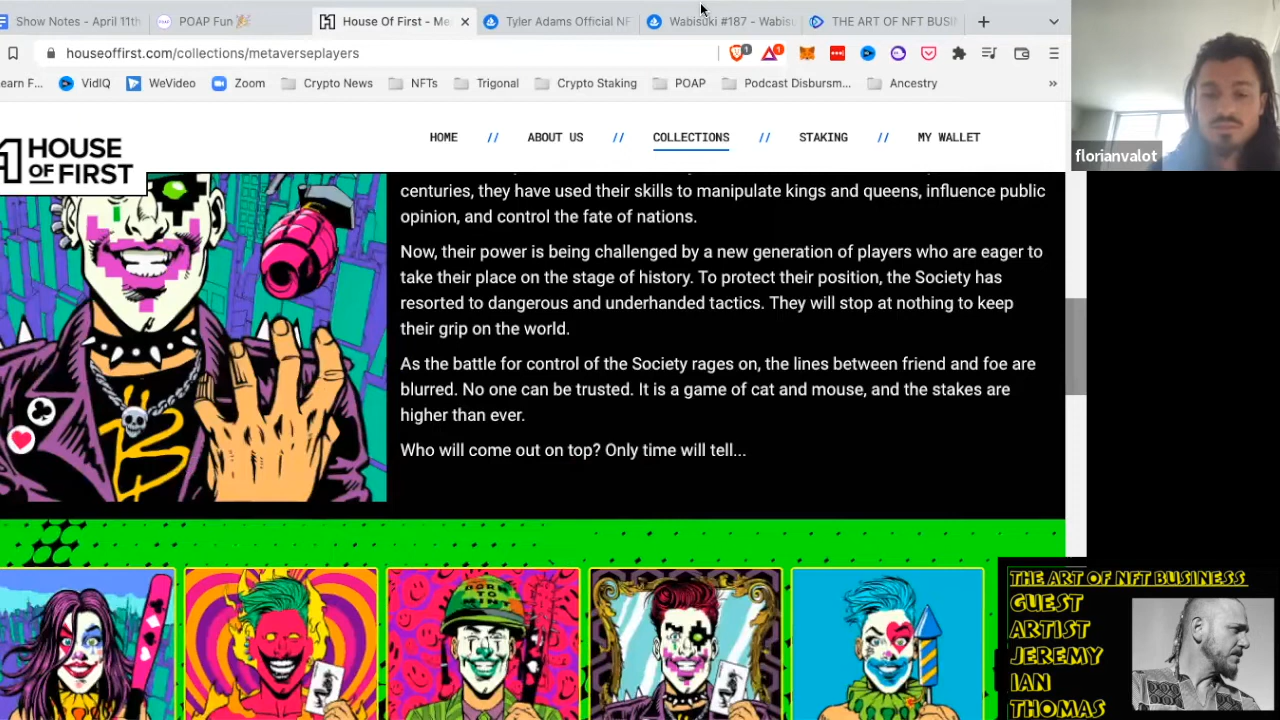 Show Notes - April 11th
POAP Fun
House Of First - Me
Tyler Adams Official NF
Wabisuki #187 - Wabisu
THE ART OF NFT BUSI
houseoffirst.com/collections/metaverseplayers
1
1
earn F...
VidIQ
WeVideo
Zoom
Crypto News
NFTs
Trigonal
Crypto Staking
POAP
Podcast Disbursm...
Ancestry
»
florianvalot
HOUSE
OF FIRST
HOME // ABOUT US // COLLECTIONS // STAKING // MY WALLET
centuries, they have used their skills to manipulate kings and queens, influence public
opinion, and control the fate of nations.
Now, their power is being challenged by a new generation of players who are eager to
take their place on the stage of history. To protect their position, the Society has
resorted to dangerous and underhanded tactics. They will stop at nothing to keep
their grip on the world.
As the battle for control of the Society rages on, the lines between friend and foe are
blurred. No one can be trusted. It is a game of cat and mouse, and the stakes are
higher than ever.
Who will come out on top? Only time will tell...
BORN
TO
THE ART OF NFT BUSINESS
GUEST
ARTIST
JEREMY
IAN
THOMAS